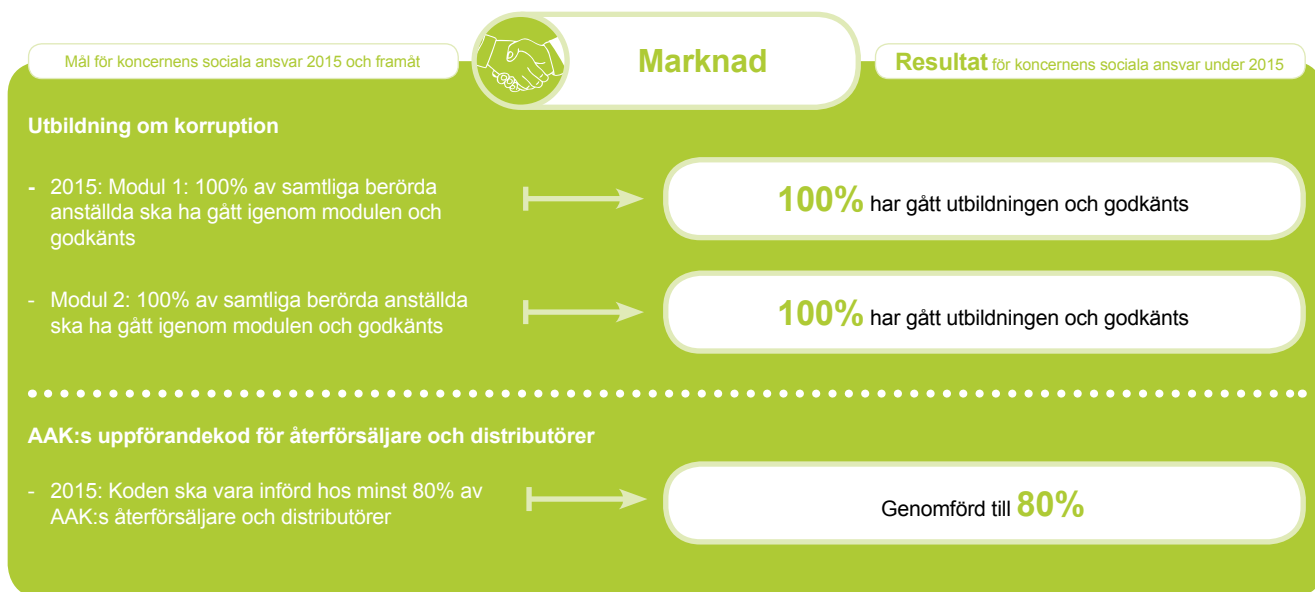 Mål för koncernens sociala ansvar 2015 och framåt
Marknad
Resultat för koncernens sociala ansvar under 2015
Utbildning om korruption
- 2015: Modul 1: 100% av samtliga berörda
anställda ska ha gått igenom modulen och
godkänts
100% har gått utbildningen och godkänts
- Modul 2: 100% av samtliga berörda anställda
ska ha gått igenom modulen och godkänts
100% har gått utbildningen och godkänts
AAK:s uppförandekod för återförsäljare och distributörer
- 2015: Koden ska vara införd hos minst 80% av
AAK:s återförsäljare och distributörer
Genomförd till 80%